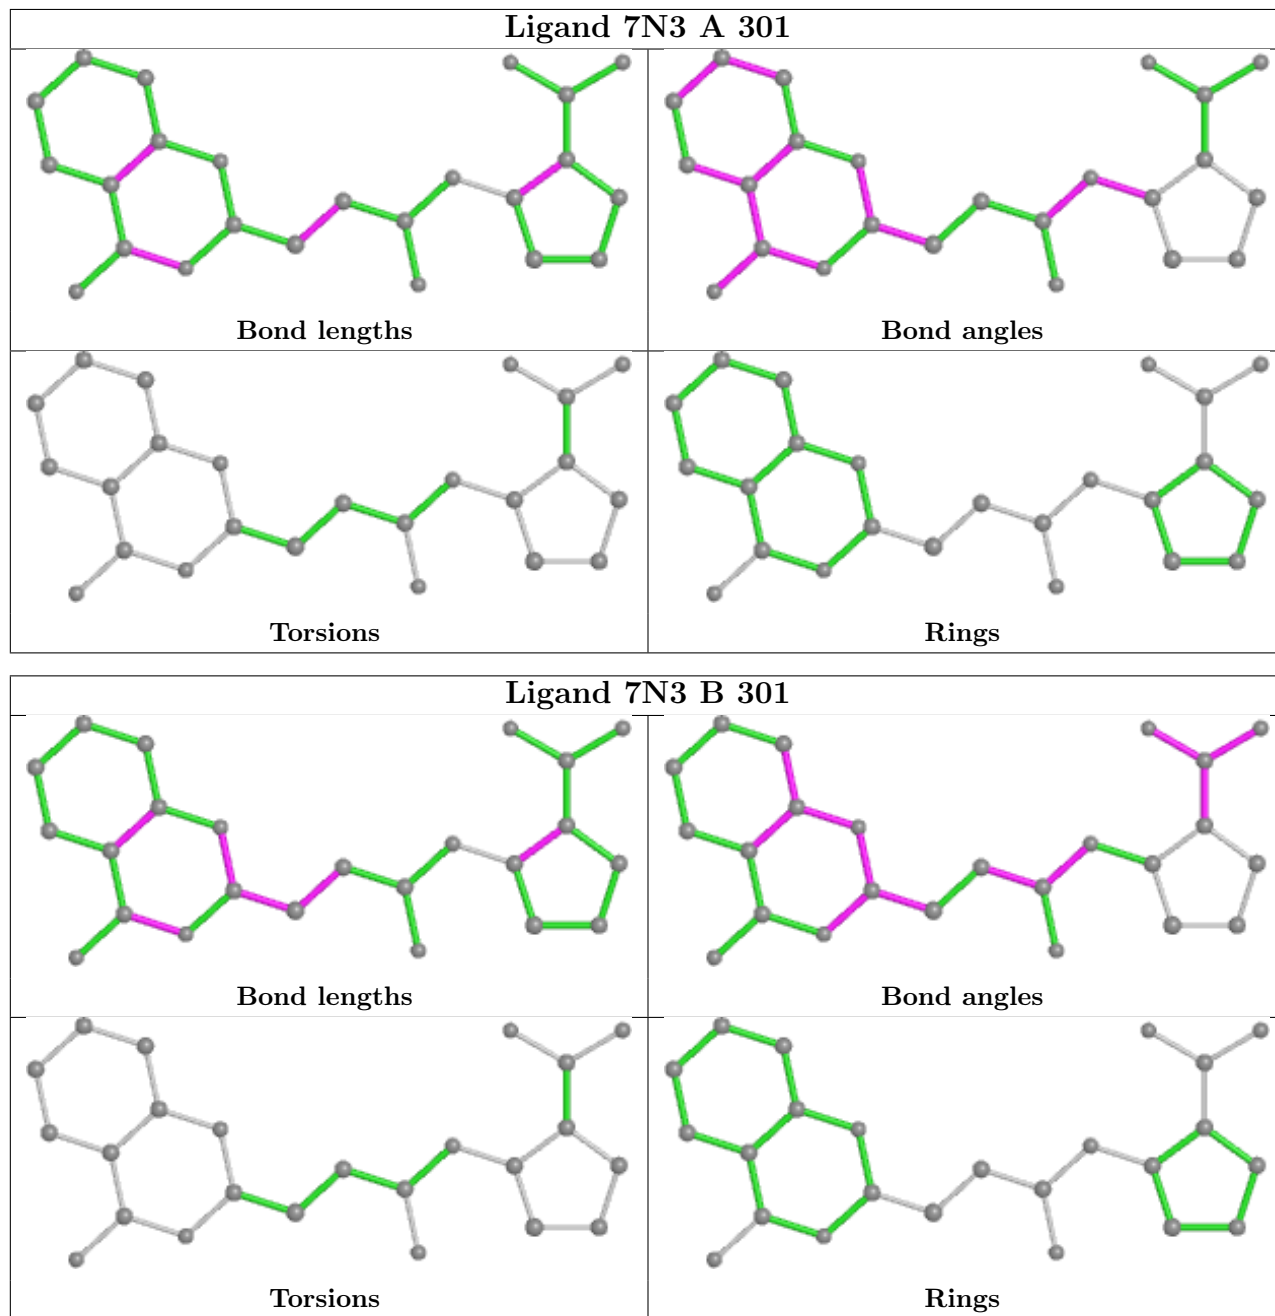 Ligand 7N3 A 301
Bond lengths
Bond angles
Torsions
Rings
Ligand 7N3 B 301
Bond lengths
Bond angles
Torsions
Rings